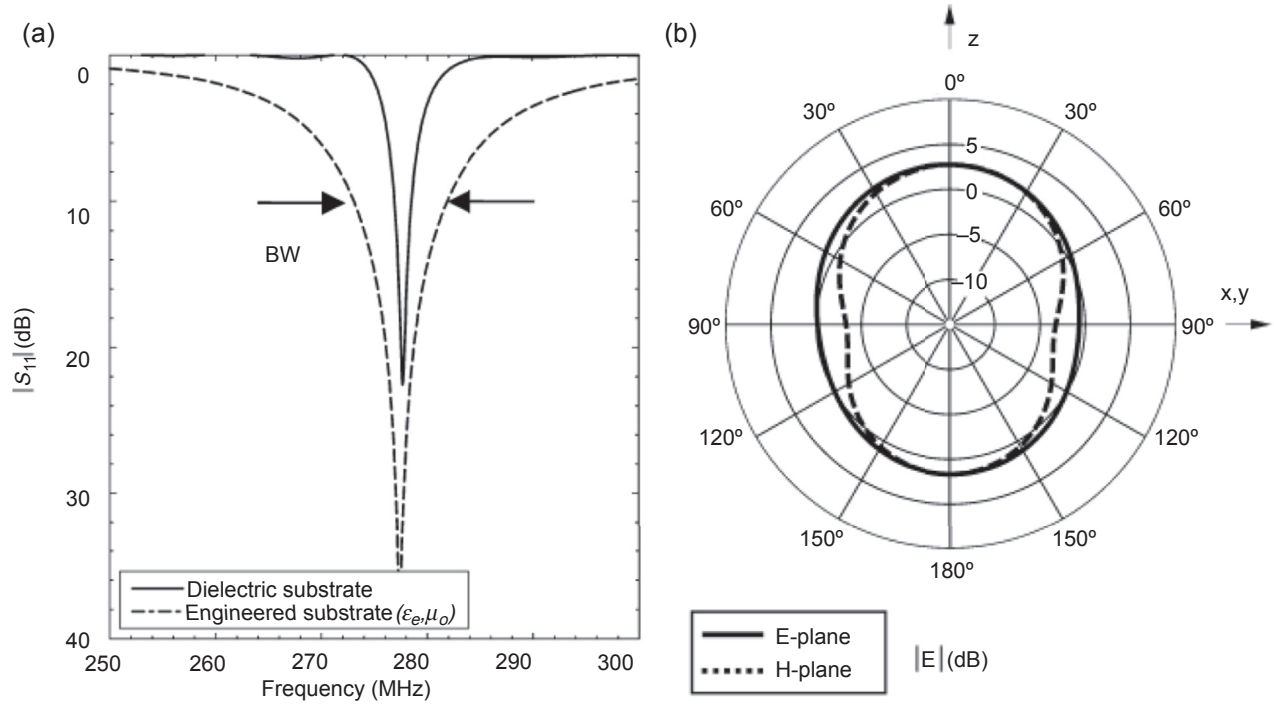 (a)
0
10
20
30
40
|S₁₁| (dB)
BW
Dielectric substrate
Engineered substrate (εₑ,μₒ)
250 260 270 280 290 300
Frequency (MHz)
(b)
z
0º
30º 30º
60º 60º
90º 90º
120º 120º
150º 150º
180º
5
0
–5
–10
x,y
E-plane
H-plane
|E| (dB)